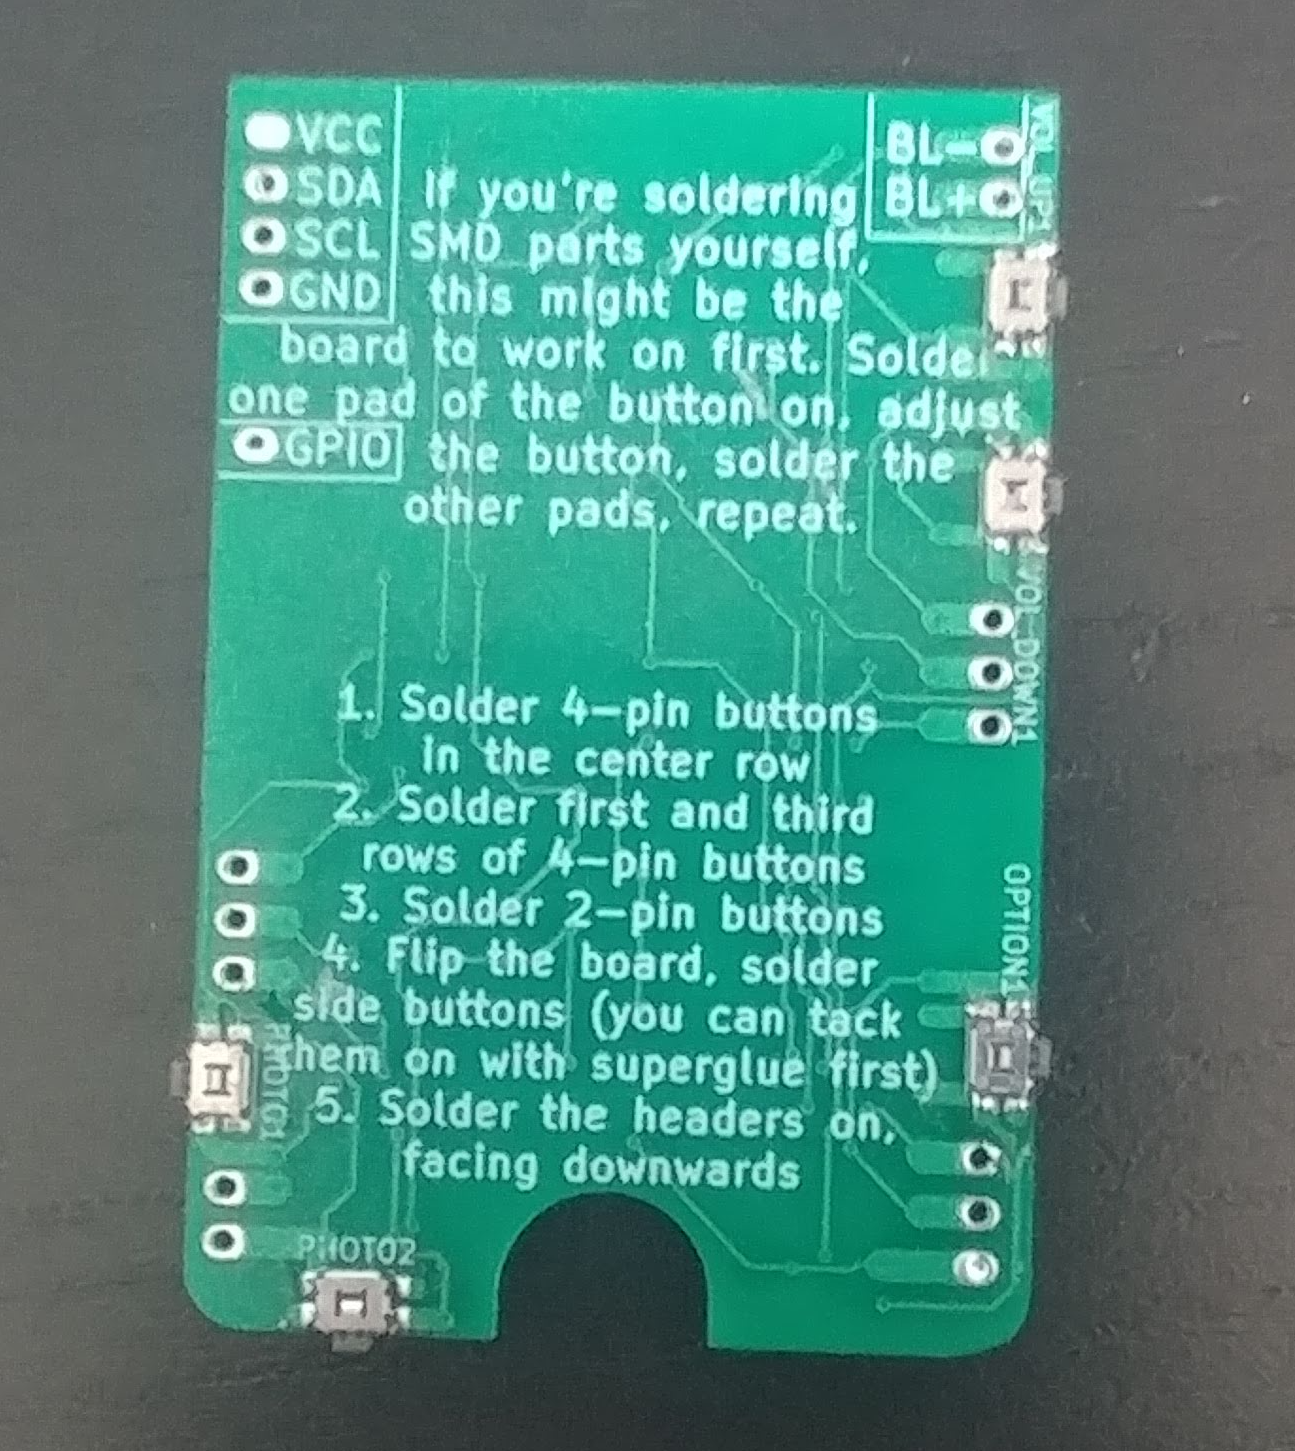 VCC
SDA
SCL
GND
BL-
BL+
VOL_UP1
If you're soldering
SMD parts yourself,
this might be the
board to work on first. Solder
one pad of the button on, adjust
the button, solder the
other pads, repeat.
GPIO
VOL_DOWN1
1. Solder 4-pin buttons
in the center row
2. Solder first and third
rows of 4-pin buttons
3. Solder 2-pin buttons
4. Flip the board, solder
side buttons (you can tack
them on with superglue first)
5. Solder the headers on,
facing downwards
OPTION1
PHOTO1
PHOTO2